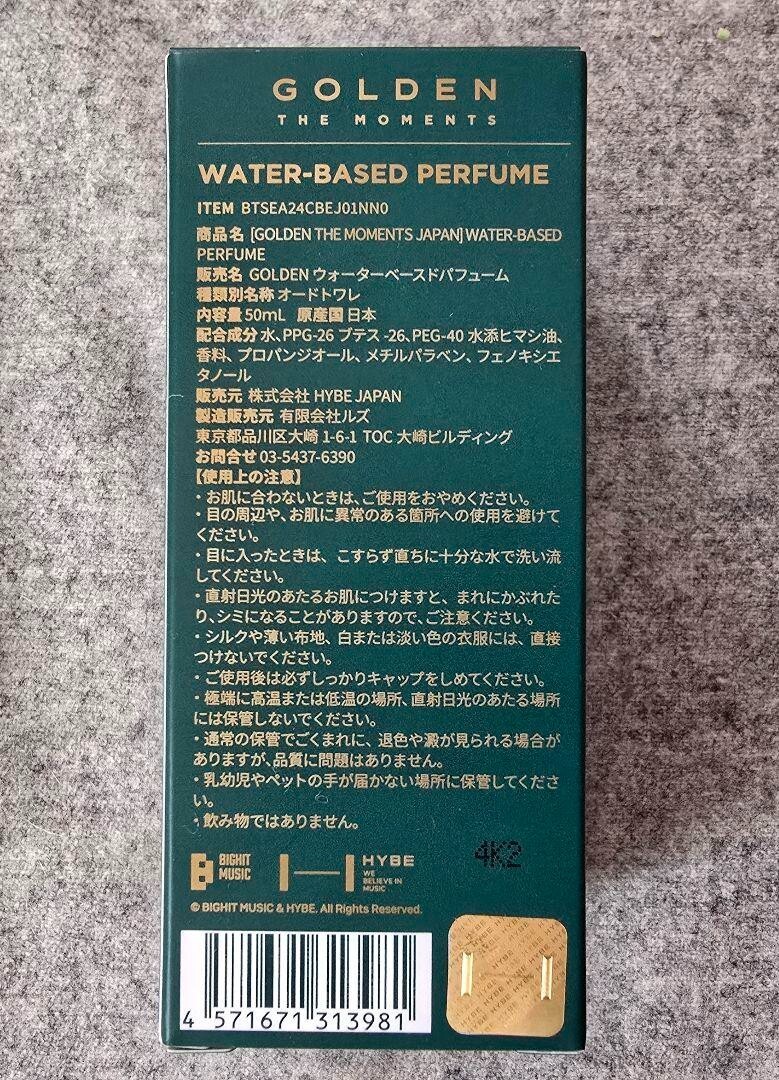 GOLDEN
THE MOMENTS
WATER-BASED PERFUME
ITEM BTSEA24CBEJ01NN0
商品名 [GOLDEN THE MOMENTS JAPAN] WATER-BASED
PERFUME
販売名 GOLDEN ウォーターベースドパフューム
種類別名称 オードトワレ
内容量 50mL 原産国 日本
配合成分 水、PPG-26 ブテス -26、PEG-40 水添ヒマシ油、
香料、プロパンジオール、メチルパラベン、フェノキシエ
タノール
販売元 株式会社 HYBE JAPAN
製造販売元 有限会社ルズ
東京都品川区大崎 1-6-1 TOC 大崎ビルディング
お問合せ 03-5437-6390
【使用上の注意】
・お肌に合わないときは、ご使用をおやめください。
・目の周辺や、お肌に異常のある箇所への使用を避けて
ください。
・目に入ったときは、こすらず直ちに十分な水で洗い流
してください。
・直射日光のあたるお肌につけますと、まれにかぶれた
り、シミになることがありますので、ご注意ください。
・シルクや薄い布地、白または淡い色の衣服には、直接
つけないでください。
・ご使用後は必ずしっかりキャップをしめてください。
・極端に高温または低温の場所、直射日光のあたる場所
には保管しないでください。
・通常の保管でごくまれに、退色や澱が見られる場合が
ありますが、品質に問題はありません。
・乳幼児やペットの手が届かない場所に保管してくださ
い。
・飲み物ではありません。
BIGHIT
MUSIC
HYBE
WE
BELIEVE IN
MUSIC
4K2
© BIGHIT MUSIC & HYBE. All Rights Reserved.
4 571671 313981